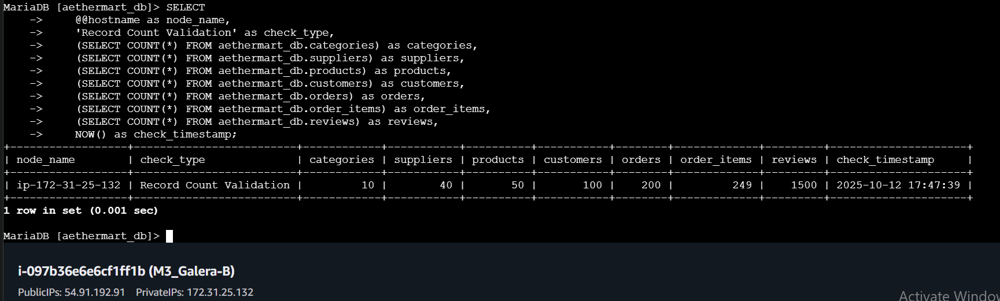 MariaDB [aethermart_db]> SELECT
    ->     @@hostname as node_name,
    ->     'Record Count Validation' as check_type,
    ->     (SELECT COUNT(*) FROM aethermart_db.categories) as categories,
    ->     (SELECT COUNT(*) FROM aethermart_db.suppliers) as suppliers,
    ->     (SELECT COUNT(*) FROM aethermart_db.products) as products,
    ->     (SELECT COUNT(*) FROM aethermart_db.customers) as customers,
    ->     (SELECT COUNT(*) FROM aethermart_db.orders) as orders,
    ->     (SELECT COUNT(*) FROM aethermart_db.order_items) as order_items,
    ->     (SELECT COUNT(*) FROM aethermart_db.reviews) as reviews,
    ->     NOW() as check_timestamp;
+------------------+-------------------------+------------+-----------+----------+-----------+--------+-------------+---------+---------------------+
| node_name        | check_type              | categories | suppliers | products | customers | orders | order_items | reviews | check_timestamp     |
+------------------+-------------------------+------------+-----------+----------+-----------+--------+-------------+---------+---------------------+
| ip-172-31-25-132 | Record Count Validation |         10 |        40 |       50 |       100 |    200 |         249 |    1500 | 2025-10-12 17:47:39 |
+------------------+-------------------------+------------+-----------+----------+-----------+--------+-------------+---------+---------------------+
1 row in set (0.001 sec)
MariaDB [aethermart_db]>
i-097b36e6e6cf1ff1b (M3_Galera-B)
PublicIPs: 54.91.192.91    PrivateIPs: 172.31.25.132
Activate Window